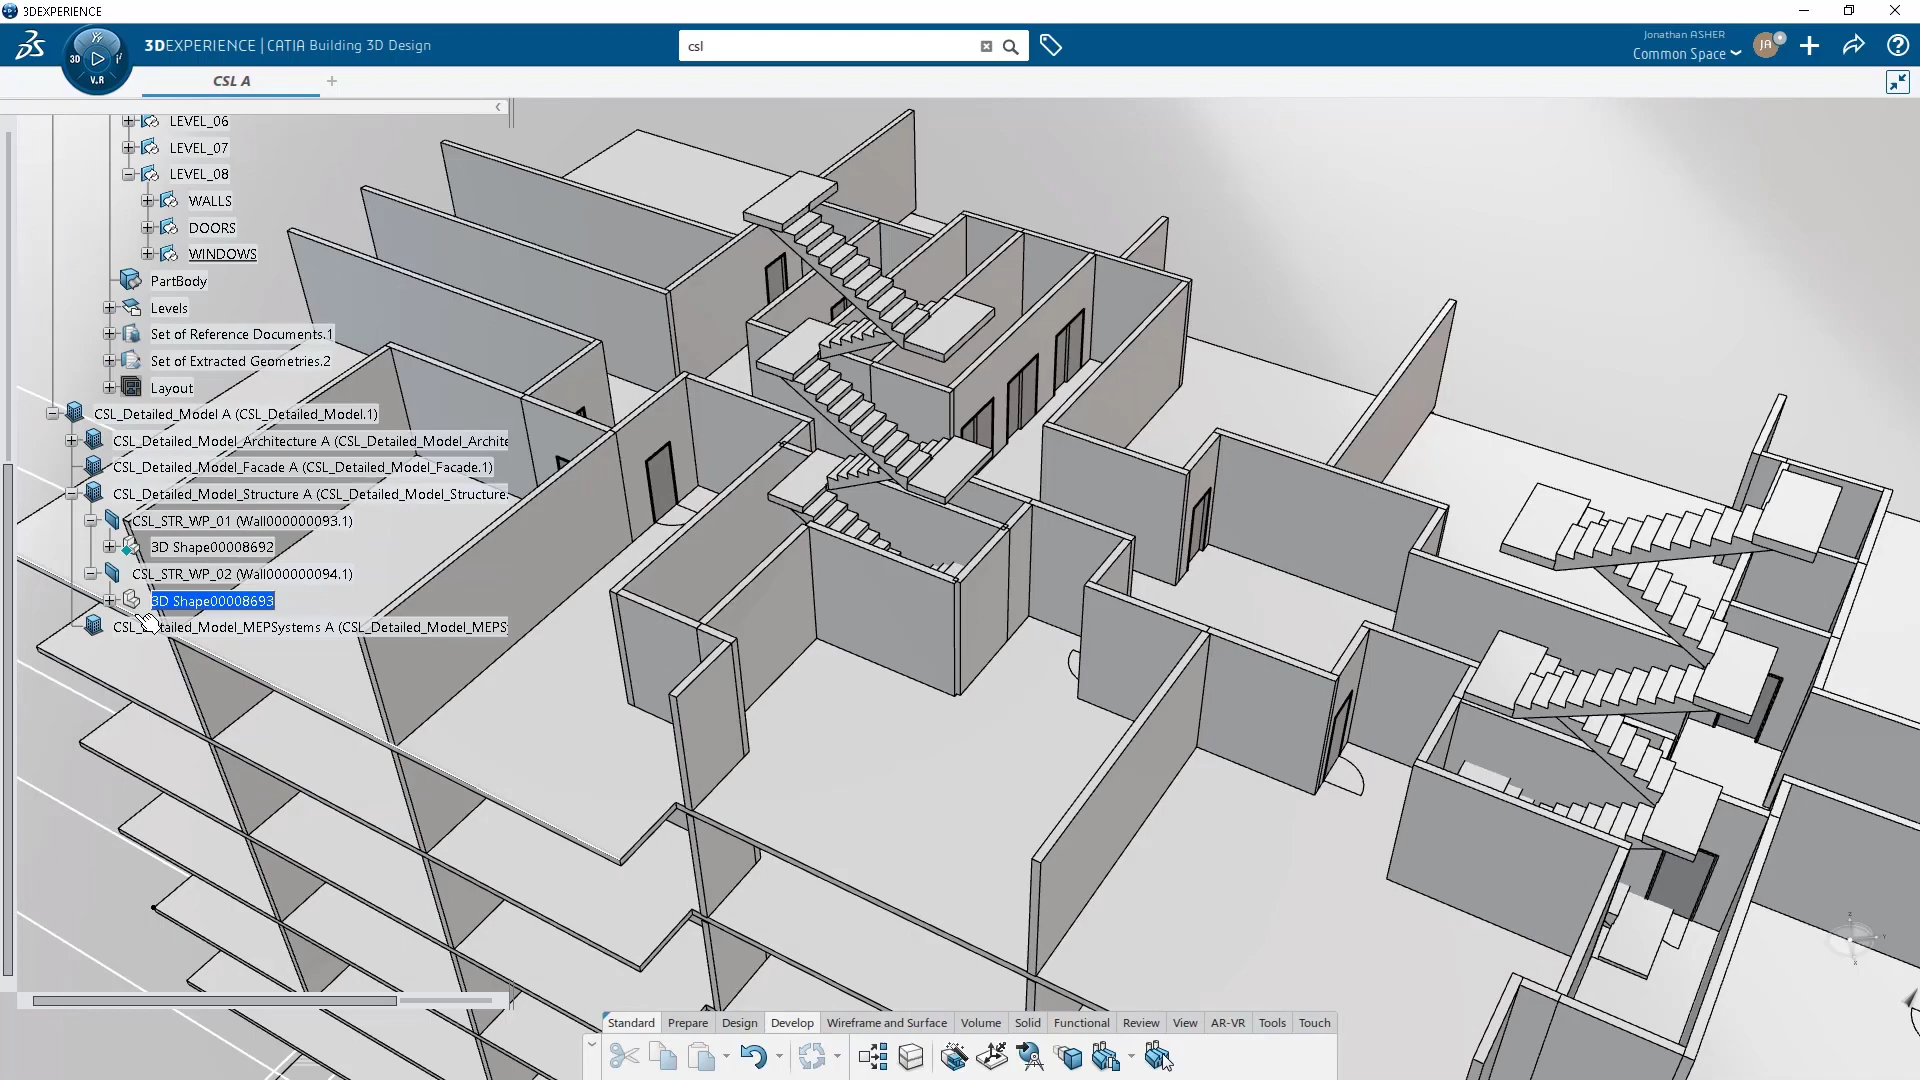 3DEXPERIENCE
3DEXPERIENCE | CATIA Building 3D Design
3D
V.R
csl
Jonathan ASHER
Common Space
JA
CSL A
LEVEL_06
LEVEL_07
LEVEL_08
WALLS
DOORS
WINDOWS
PartBody
Levels
Set of Reference Documents.1
Set of Extracted Geometries.2
Layout
CSL_Detailed_Model A (CSL_Detailed_Model.1)
CSL_Detailed_Model_Architecture A (CSL_Detailed_Model_Archite
CSL_Detailed_Model_Facade A (CSL_Detailed_Model_Facade.1)
CSL_Detailed_Model_Structure A (CSL_Detailed_Model_Structure.
CSL_STR_WP_01 (Wall000000093.1)
3D Shape00008692
CSL_STR_WP_02 (Wall000000094.1)
3D Shape00008693
CSL_Detailed_Model_MEPSystems A (CSL_Detailed_Model_MEPS
Standard Prepare Design Develop Wireframe and Surface Volume Solid Functional Review View AR-VR Tools Touch